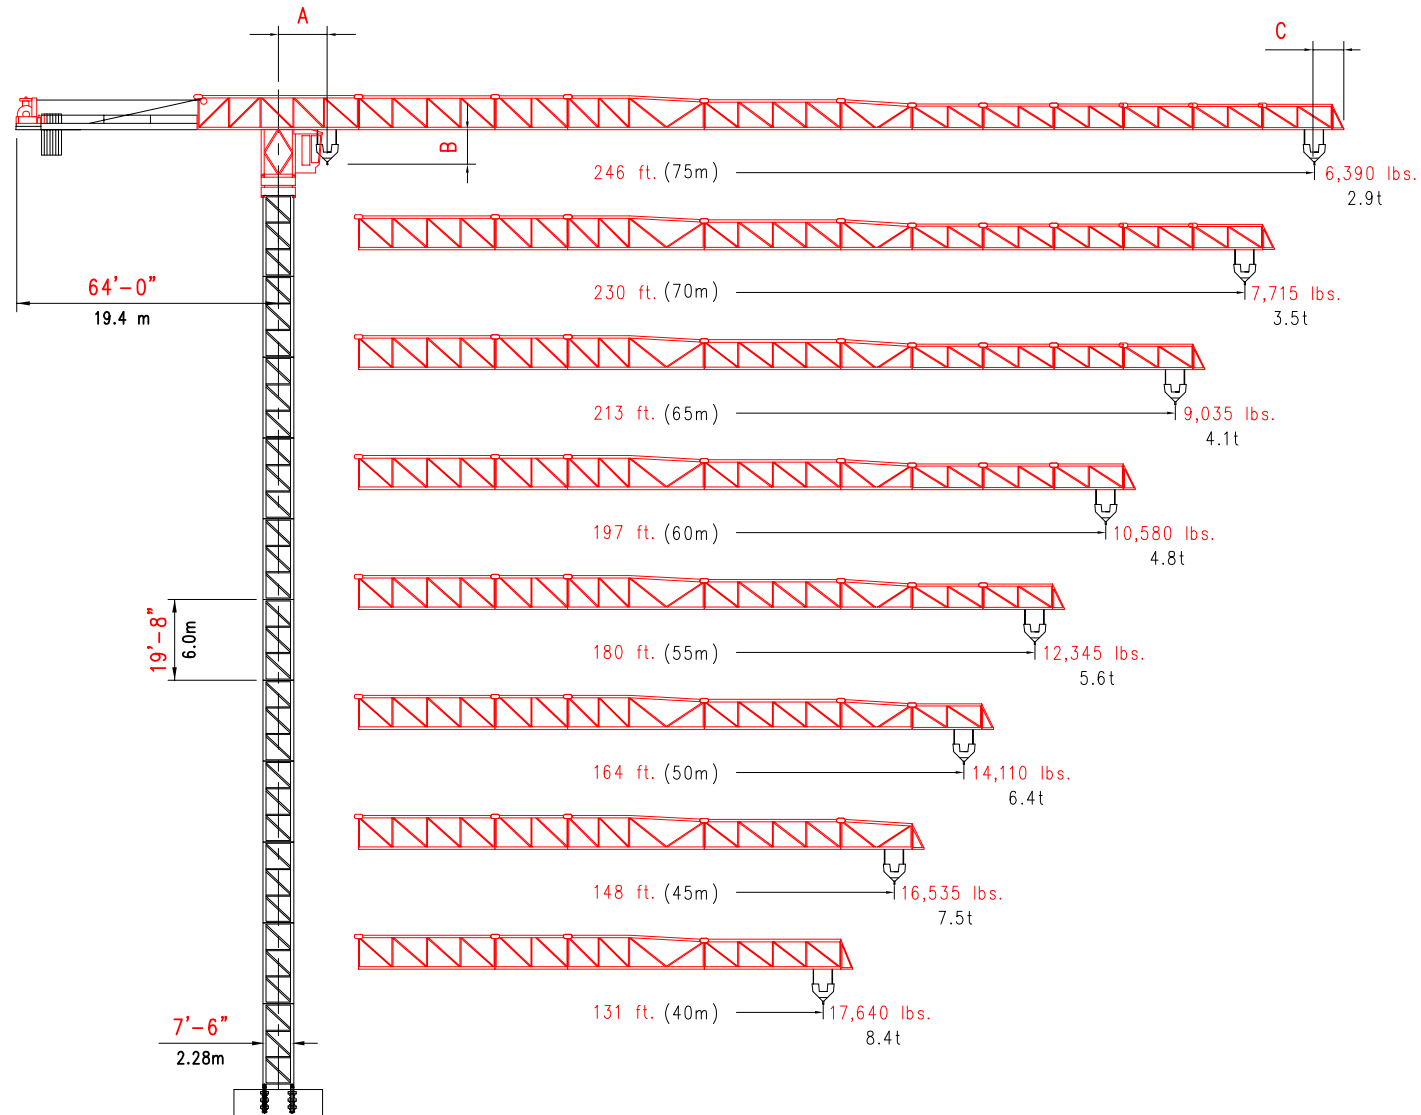 A
C
B
246 ft. (75m)
6,390 lbs.
2.9t
64'-0"
19.4 m
230 ft. (70m)
7,715 lbs.
3.5t
213 ft. (65m)
9,035 lbs.
4.1t
197 ft. (60m)
10,580 lbs.
4.8t
19'-8"
6.0m
180 ft. (55m)
12,345 lbs.
5.6t
164 ft. (50m)
14,110 lbs.
6.4t
148 ft. (45m)
16,535 lbs.
7.5t
131 ft. (40m)
17,640 lbs.
8.4t
7'-6"
2.28m